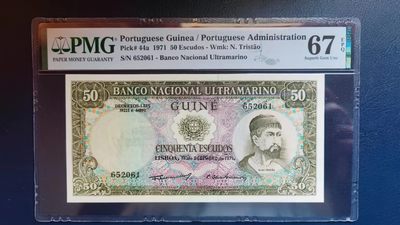 PMG
PAPER MONEY GUARANTY
Portuguese Guinea / Portuguese Administration
Pick# 44a 1971 50 Escudos - Wmk: N. Tristão
S/N 652061 - Banco Nacional Ultramarino
67 EPQ
Superb Gem Unc
50 BANCO NACIONAL ULTRAMARINO 50
GUINÉ
652061
CINQUENTA ESCUDOS
LISBOA,
652061
50 50